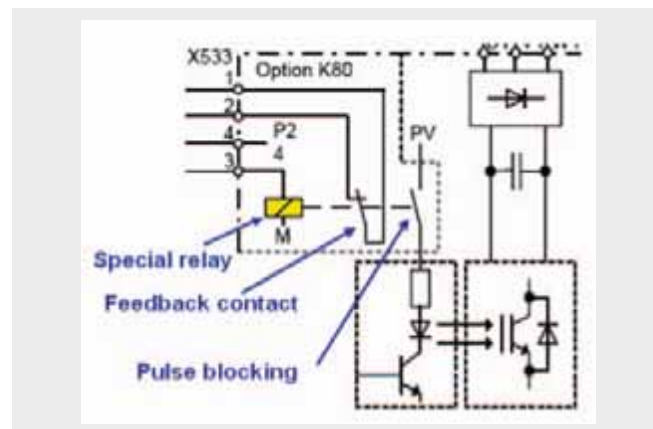 X533
Option K80
1
2
4
P2
4
3
PV
M
Special relay
Feedback contact
Pulse blocking